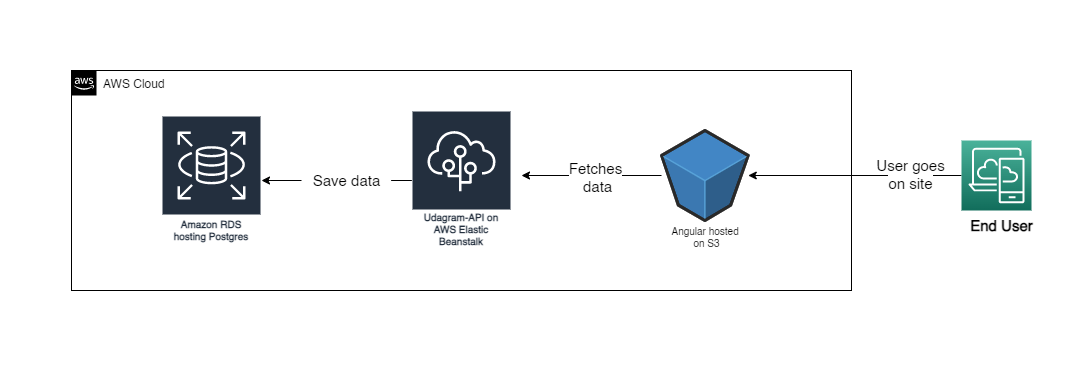 aws
AWS Cloud
Amazon RDS
hosting Postgres
Save data
Udagram-API on
AWS Elastic
Beanstalk
Fetches
data
Angular hosted
on S3
User goes
on site
End User